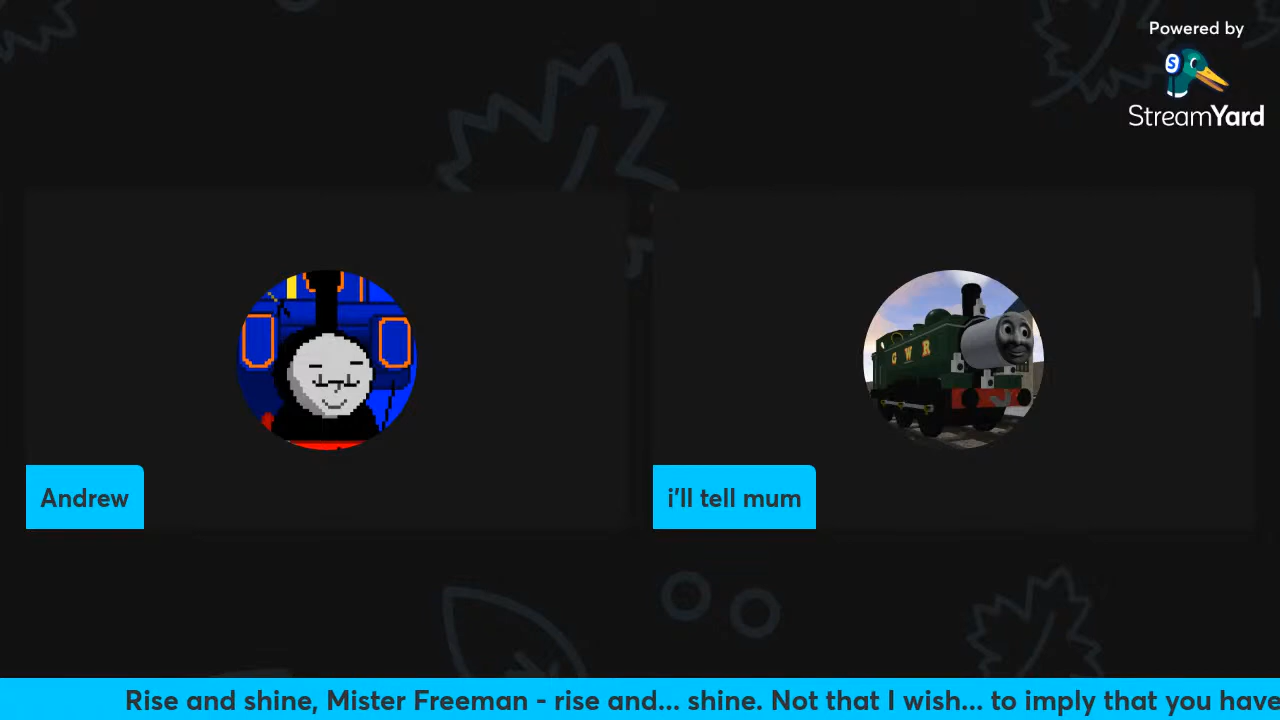 Powered by
S
StreamYard
G W R
Andrew
i'll tell mum
Rise and shine, Mister Freeman - rise and... shine. Not that I wish... to imply that you have